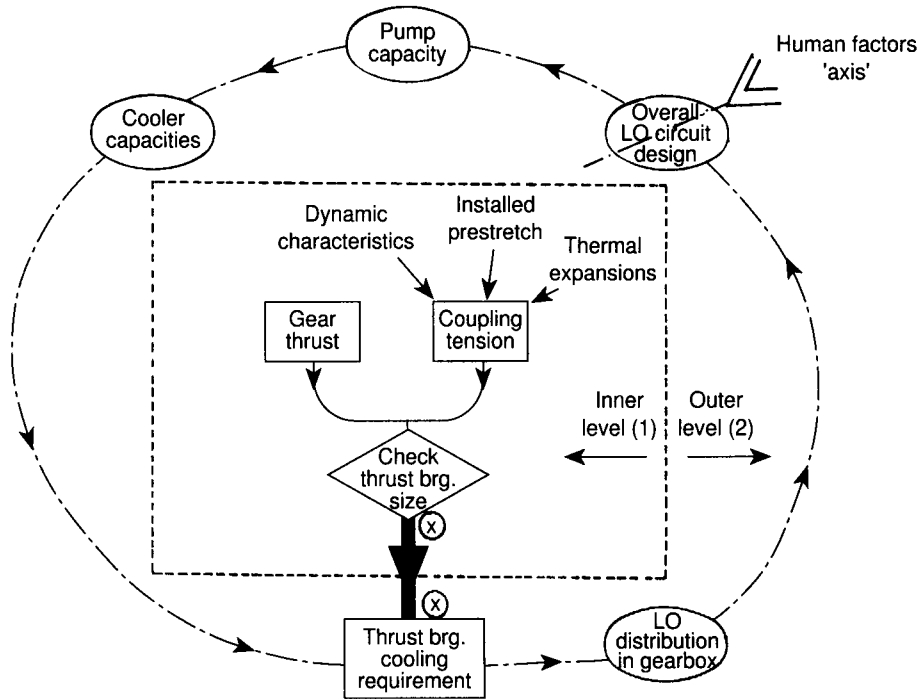 Pump
capacity
Human factors
'axis'
Cooler
capacities
Overall
LO circuit
design
Dynamic
characteristics
Installed
prestretch
Thermal
expansions
Gear
thrust
Coupling
tension
Inner
level (1)
Outer
level (2)
Check
thrust brg.
size
X
X
Thrust brg.
cooling
requirement
LO
distribution
in gearbox